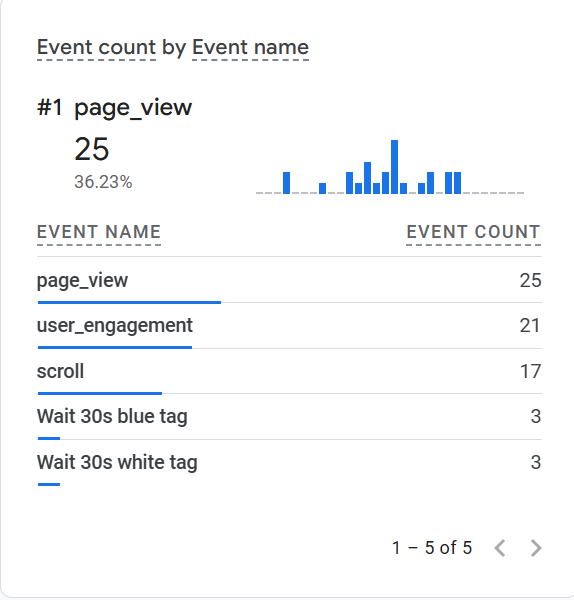 Event count by Event name
#1 page_view
25
36.23%
EVENT NAME EVENT COUNT
page_view 25
user_engagement 21
scroll 17
Wait 30s blue tag 3
Wait 30s white tag 3
1 – 5 of 5